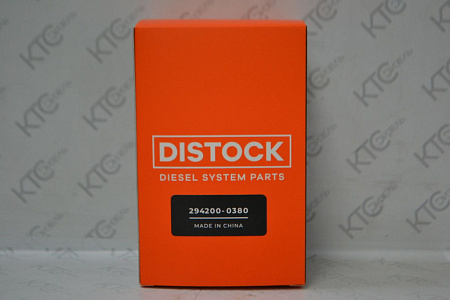 DISTOCK
DIESEL SYSTEM PARTS
294200-0380
MADE IN CHINA